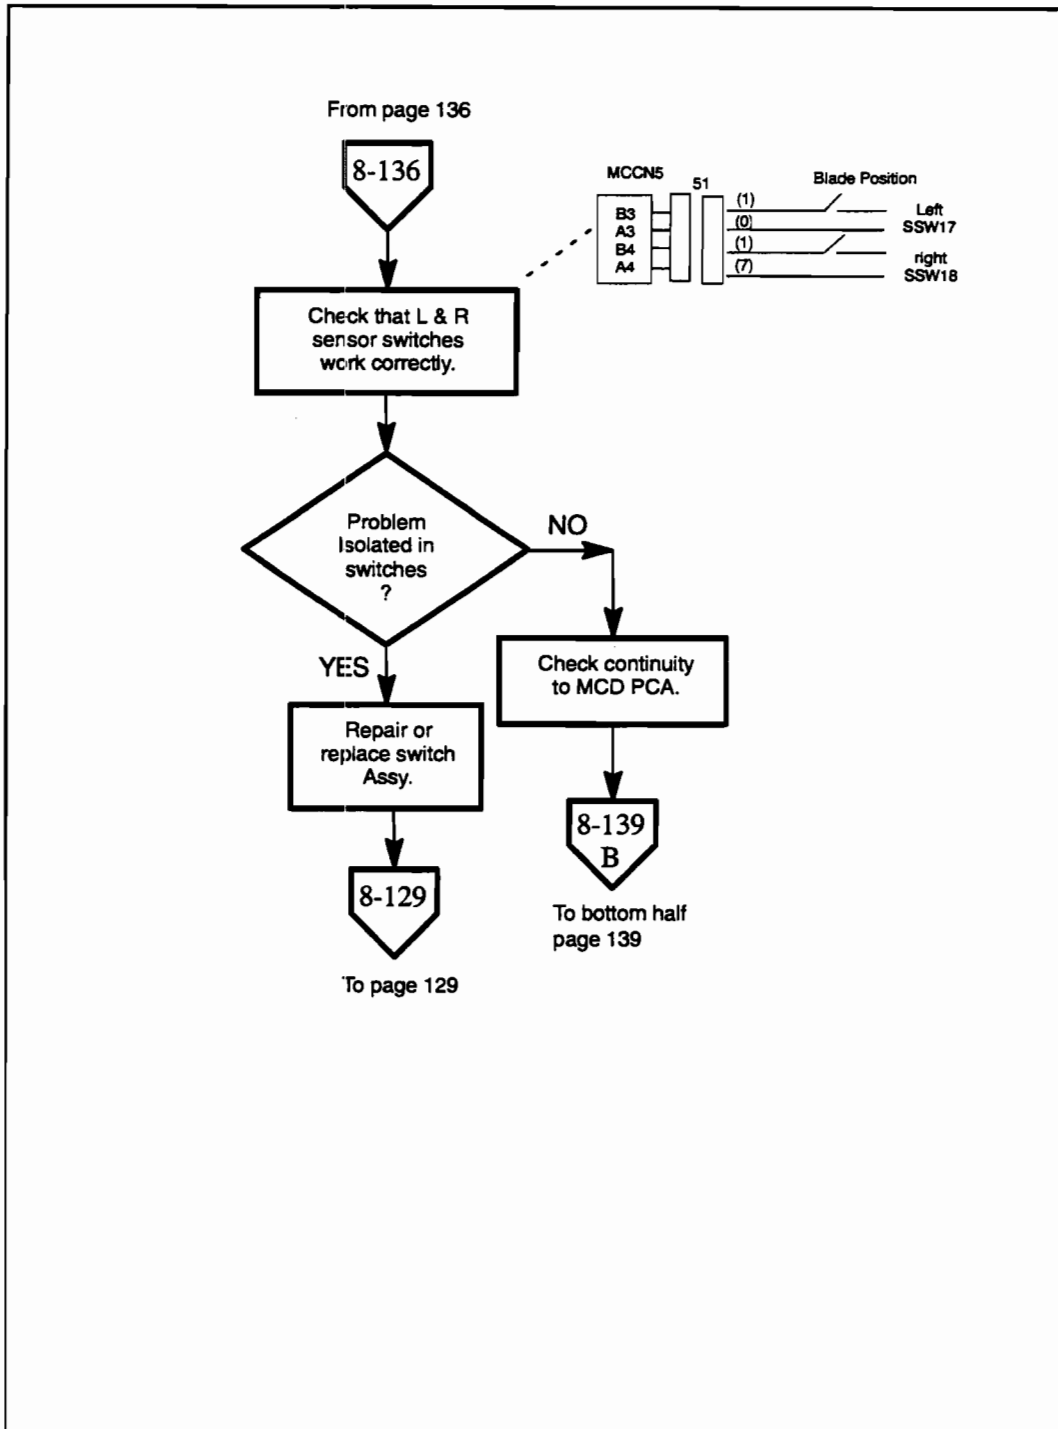 From page 136
8-136
MCCN5
51
Blade Position
B3
A3
B4
A4
(1)
(0)
(1)
(7)
Left
SSW17
right
SSW18
Check that L & R
sensor switches
work correctly.
Problem
Isolated in
switches
?
NO
YES
Check continuity
to MCD PCA.
Repair or
replace switch
Assy.
8-139
B
8-129
To bottom half
page 139
To page 129